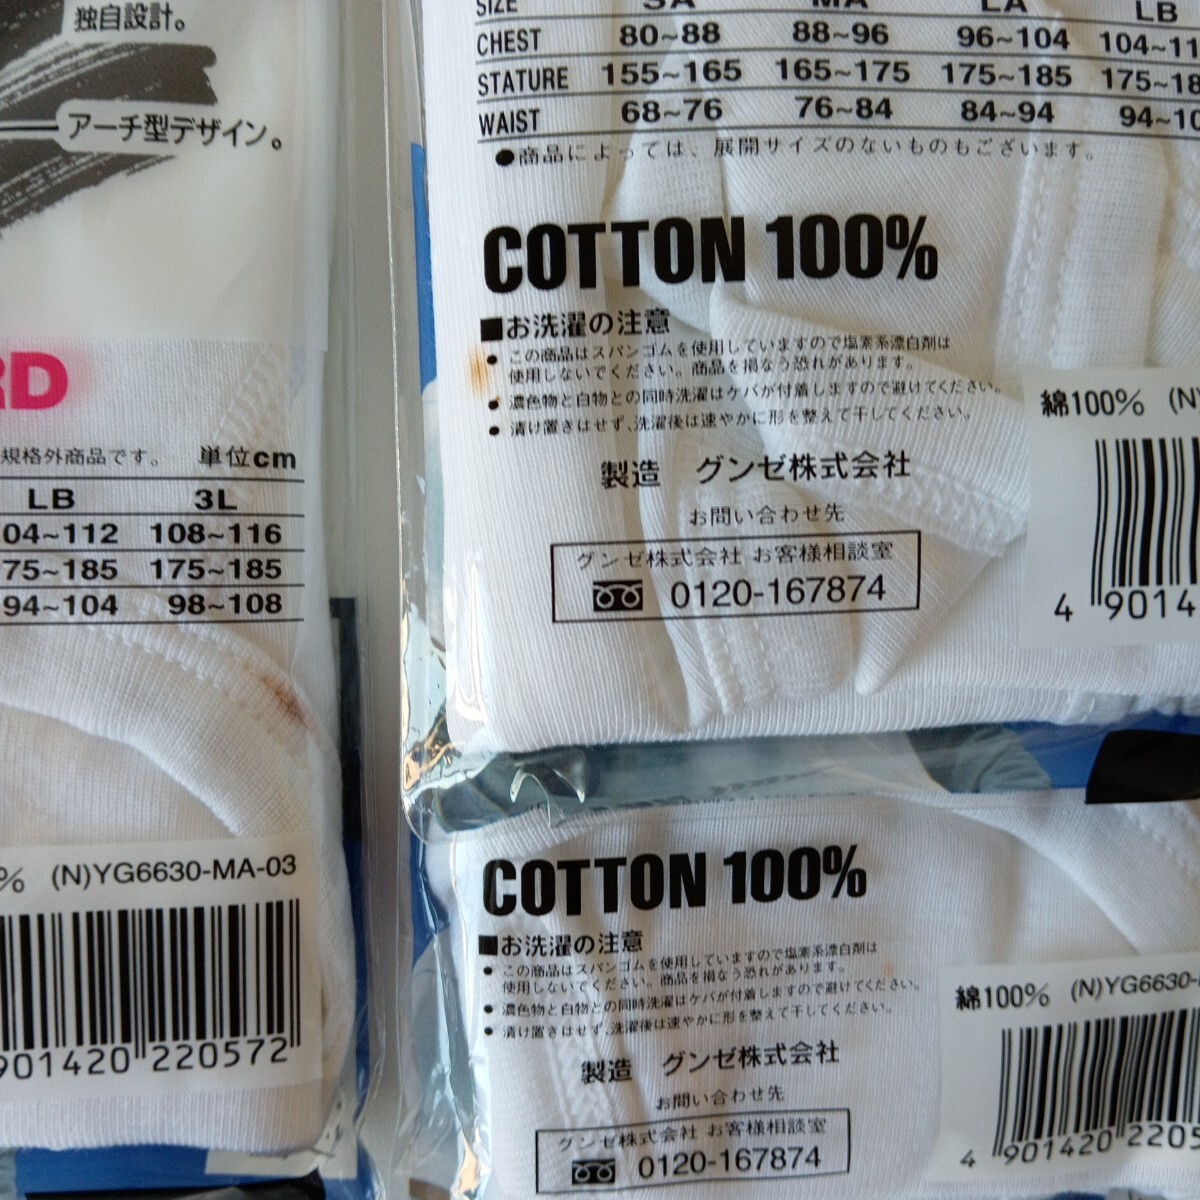 独自設計。
アーチ型デザイン。
RD
規格外商品です。 単位cm
LB 3L
04~112 108~116
75~185 175~185
94~104 98~108
% (N)YG6630-MA-03
901420 220572
SIZE SA MA LA LB
CHEST 80~88 88~96 96~104 104~11
STATURE 155~165 165~175 175~185 175~18
WAIST 68~76 76~84 84~94 94~10
●商品によっては、展開サイズのないものもございます。
COTTON 100%
■お洗濯の注意
● この商品はスパンゴムを使用していますので塩素系漂白剤は
使用しないでください。商品を損なう恐れがあります。
● 濃色物と白物との同時洗濯はケバが付着しますので避けてください。
● 漬け置きはせず、洗濯後は速やかに形を整えて干してください。
製造 グンゼ株式会社
お問い合わせ先
グンゼ株式会社 お客様相談室
0120-167874
綿100% (N)Y
4 9014
COTTON 100%
■お洗濯の注意
● この商品はスパンゴムを使用していますので塩素系漂白剤は
使用しないでください。商品を損なう恐れがあります。
● 濃色物と白物との同時洗濯はケバが付着しますので避けてください。
● 漬け置きはせず、洗濯後は速やかに形を整えて干してください。
製造 グンゼ株式会社
お問い合わせ先
グンゼ株式会社 お客様相談室
0120-167874
綿100% (N)YG6630-
4 901420 2205